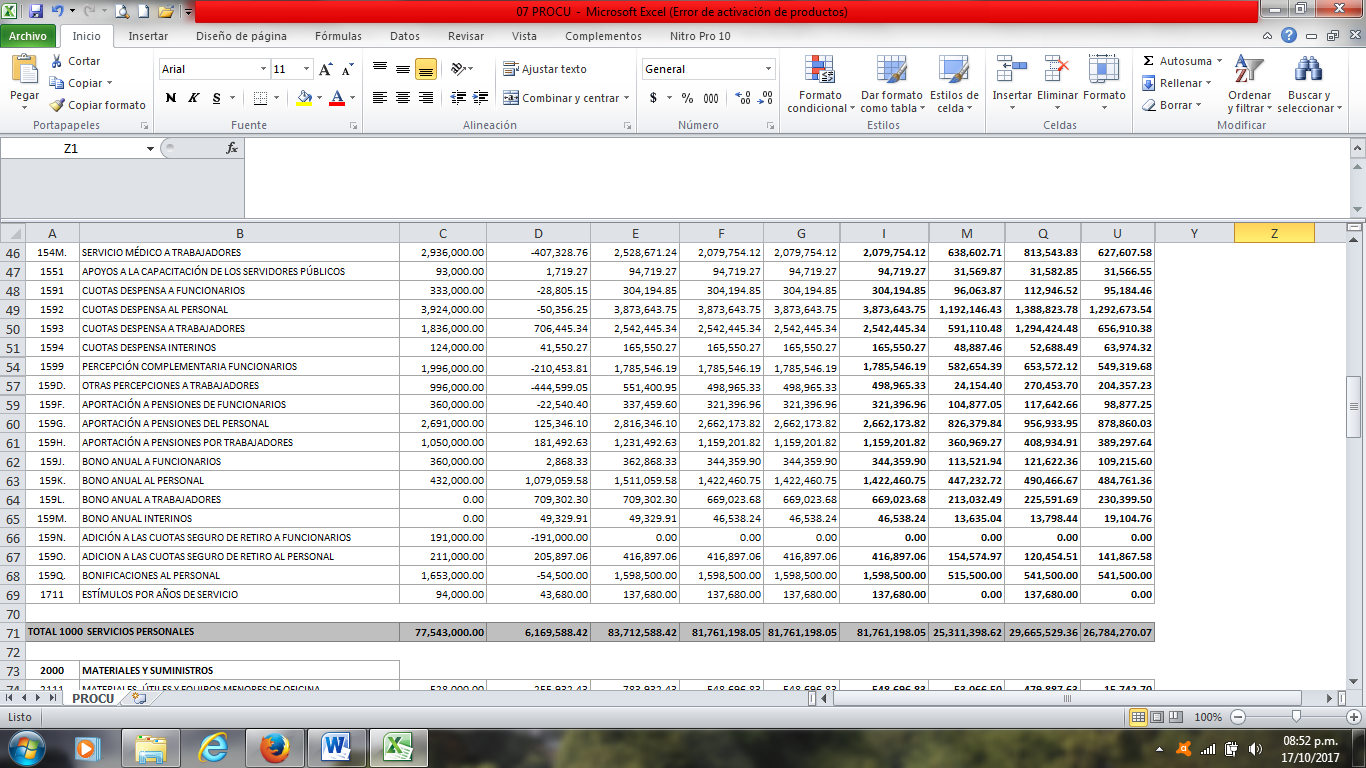 07 PROCU - Microsoft Excel (Error de activación de productos)
Archivo Inicio Insertar Diseño de página Fórmulas Datos Revisar Vista Complementos Nitro Pro 10
Pegar Cortar Copiar Copiar formato Portapapeles
Arial 11 N K S Fuente
Ajustar texto Combinar y centrar Alineación
General $ % 000 Número
Formato condicional Dar formato como tabla Estilos de celda Estilos
Insertar Eliminar Formato Celdas
Σ Autosuma Rellenar Borrar Ordenar y filtrar Buscar y seleccionar Modificar
Z1 fx
A B C D E F G I M Q U Y Z
46 154M. SERVICIO MÉDICO A TRABAJADORES 2,936,000.00 -407,328.76 2,528,671.24 2,079,754.12 2,079,754.12 2,079,754.12 638,602.71 813,543.83 627,607.58
47 1551 APOYOS A LA CAPACITACIÓN DE LOS SERVIDORES PÚBLICOS 93,000.00 1,719.27 94,719.27 94,719.27 94,719.27 94,719.27 31,569.87 31,582.85 31,566.55
48 1591 CUOTAS DESPENSA A FUNCIONARIOS 333,000.00 -28,805.15 304,194.85 304,194.85 304,194.85 304,194.85 96,063.87 112,946.52 95,184.46
49 1592 CUOTAS DESPENSA AL PERSONAL 3,924,000.00 -50,356.25 3,873,643.75 3,873,643.75 3,873,643.75 3,873,643.75 1,192,146.43 1,388,823.78 1,292,673.54
50 1593 CUOTAS DESPENSA A TRABAJADORES 1,836,000.00 706,445.34 2,542,445.34 2,542,445.34 2,542,445.34 2,542,445.34 591,110.48 1,294,424.48 656,910.38
51 1594 CUOTAS DESPENSA INTERINOS 124,000.00 41,550.27 165,550.27 165,550.27 165,550.27 165,550.27 48,887.46 52,688.49 63,974.32
54 1599 PERCEPCIÓN COMPLEMENTARIA FUNCIONARIOS 1,996,000.00 -210,453.81 1,785,546.19 1,785,546.19 1,785,546.19 1,785,546.19 582,654.39 653,572.12 549,319.68
57 159D. OTRAS PERCEPCIONES A TRABAJADORES 996,000.00 -444,599.05 551,400.95 498,965.33 498,965.33 498,965.33 24,154.40 270,453.70 204,357.23
59 159F. APORTACIÓN A PENSIONES DE FUNCIONARIOS 360,000.00 -22,540.40 337,459.60 321,396.96 321,396.96 321,396.96 104,877.05 117,642.66 98,877.25
60 159G. APORTACIÓN A PENSIONES DEL PERSONAL 2,691,000.00 125,346.10 2,816,346.10 2,662,173.82 2,662,173.82 2,662,173.82 826,379.84 956,933.95 878,860.03
61 159H. APORTACIÓN A PENSIONES POR TRABAJADORES 1,050,000.00 181,492.63 1,231,492.63 1,159,201.82 1,159,201.82 1,159,201.82 360,969.27 408,934.91 389,297.64
62 159J. BONO ANUAL A FUNCIONARIOS 360,000.00 2,868.33 362,868.33 344,359.90 344,359.90 344,359.90 113,521.94 121,622.36 109,215.60
63 159K. BONO ANUAL AL PERSONAL 432,000.00 1,079,059.58 1,511,059.58 1,422,460.75 1,422,460.75 1,422,460.75 447,232.72 490,466.67 484,761.36
64 159L. BONO ANUAL A TRABAJADORES 0.00 709,302.30 709,302.30 669,023.68 669,023.68 669,023.68 213,032.49 225,591.69 230,399.50
65 159M. BONO ANUAL INTERINOS 0.00 49,329.91 49,329.91 46,538.24 46,538.24 46,538.24 13,635.04 13,798.44 19,104.76
66 159N. ADICIÓN A LAS CUOTAS SEGURO DE RETIRO A FUNCIONARIOS 191,000.00 -191,000.00 0.00 0.00 0.00 0.00 0.00 0.00 0.00
67 159O. ADICION A LAS CUOTAS SEGURO DE RETIRO AL PERSONAL 211,000.00 205,897.06 416,897.06 416,897.06 416,897.06 416,897.06 154,574.97 120,454.51 141,867.58
68 159Q. BONIFICACIONES AL PERSONAL 1,653,000.00 -54,500.00 1,598,500.00 1,598,500.00 1,598,500.00 1,598,500.00 515,500.00 541,500.00 541,500.00
69 1711 ESTÍMULOS POR AÑOS DE SERVICIO 94,000.00 43,680.00 137,680.00 137,680.00 137,680.00 137,680.00 0.00 137,680.00 0.00
70
71 TOTAL 1000 SERVICIOS PERSONALES 77,543,000.00 6,169,588.42 83,712,588.42 81,761,198.05 81,761,198.05 81,761,198.05 25,311,398.62 29,665,529.36 26,784,270.07
72
73 2000 MATERIALES Y SUMINISTROS
74 2111 MATERIALES, ÚTILES Y EQUIPOS MENORES DE OFICINA 528,000.00 255,932.43 783,932.43 548,696.83 548,696.83 548,696.83 53,066.50 479,887.63 15,742.70
PROCU
Listo 100%
08:52 p.m.
17/10/2017